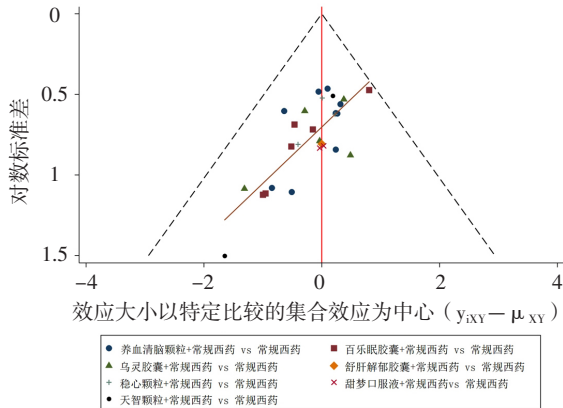 0
0.5
1
1.5
对数标准差
-4 -2 0 2 4
效应大小以特定比较的集合效应为中心（yiXY— μ XY）
养血清脑颗粒+常规西药 vs 常规西药 百乐眠胶囊+常规西药 vs 常规西药
乌灵胶囊+常规西药 vs 常规西药 舒肝解郁胶囊+常规西药 vs 常规西药
稳心颗粒+常规西药 vs 常规西药 甜梦口服液+常规西药vs 常规西药
天智颗粒+常规西药 vs 常规西药